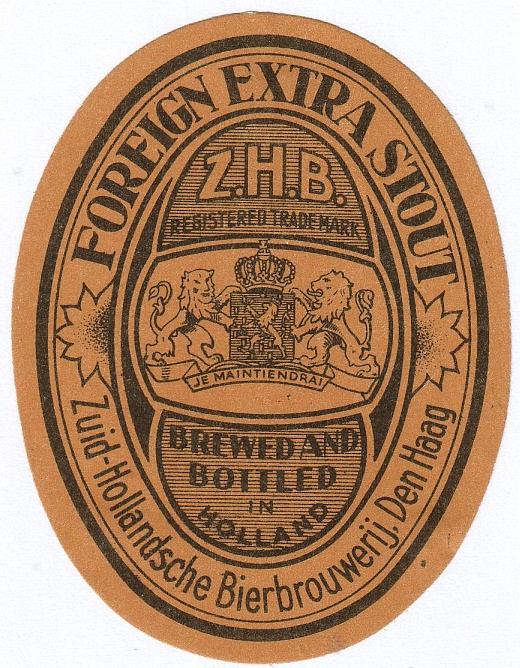 FOREIGN EXTRA STOUT
Z.H.B.
REGISTERED TRADE MARK
JE MAINTIENDRAI
BREWED AND
BOTTLED
IN
HOLLAND
Zuid-Hollandsche Bierbrouwerij, Den Haag